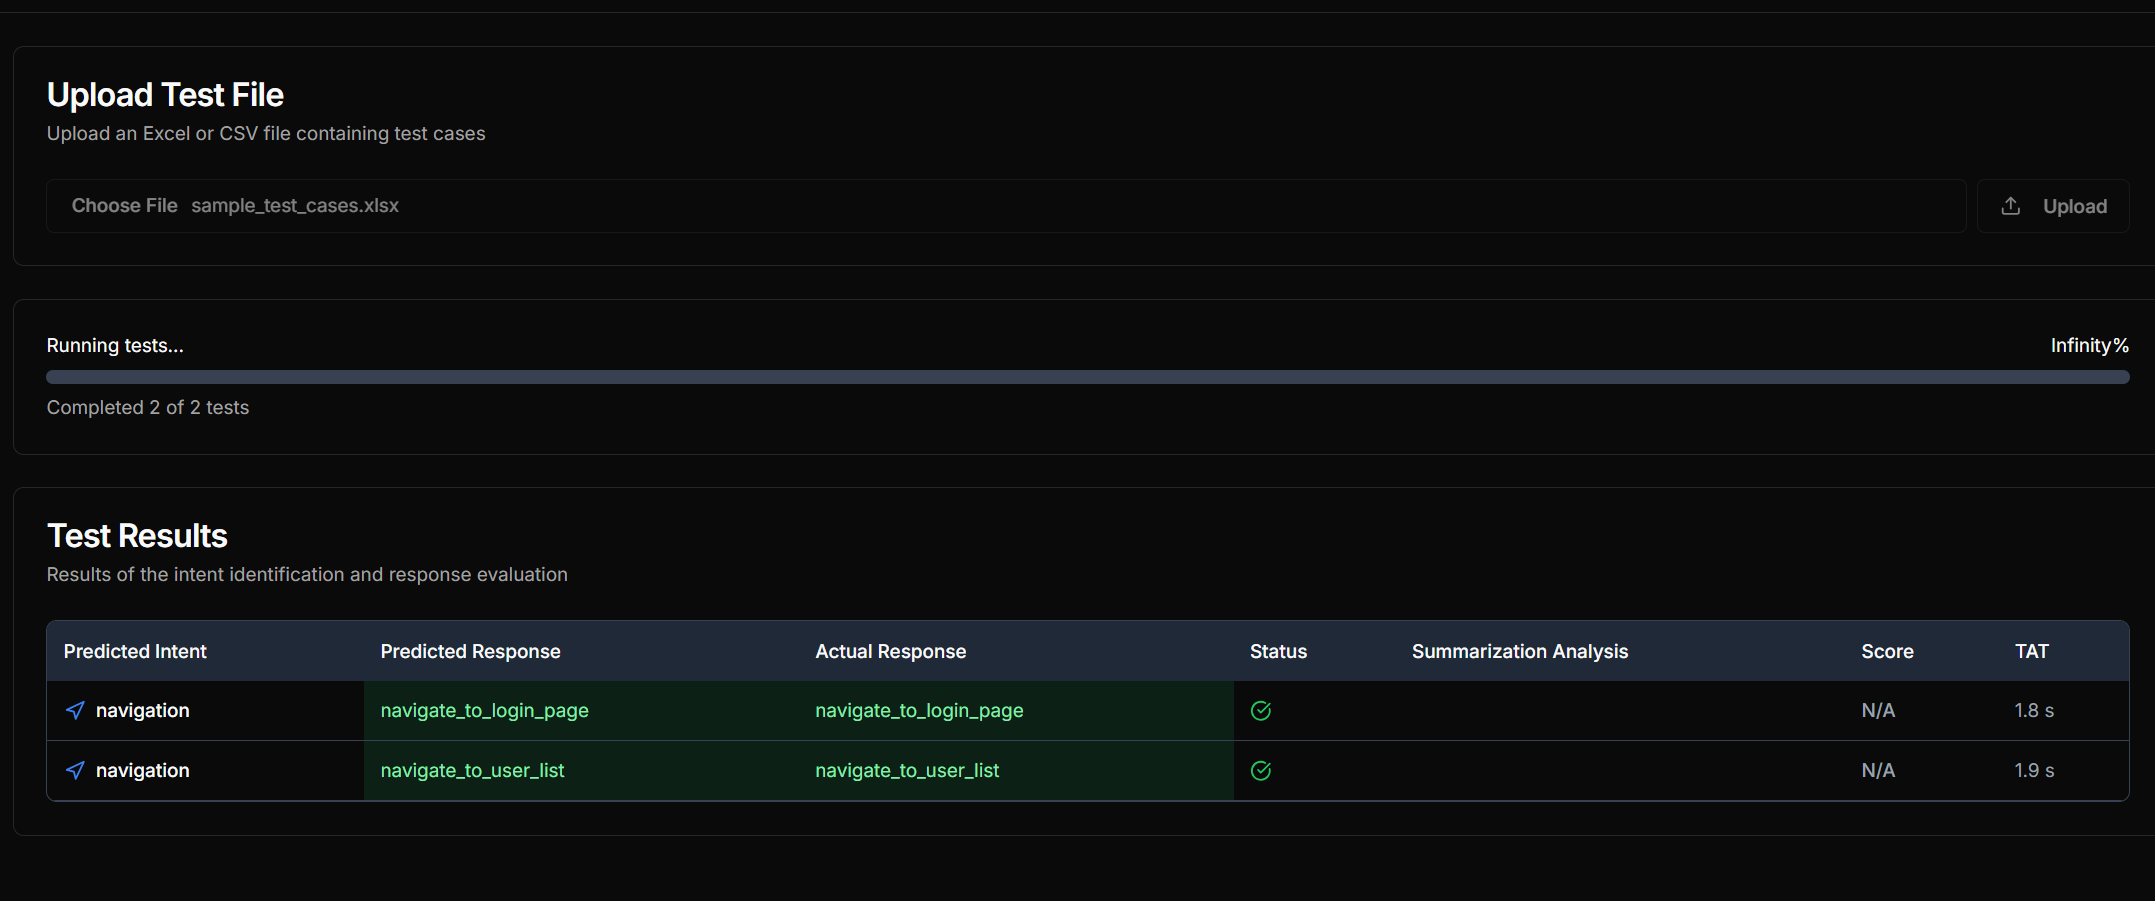 Upload Test File
Upload an Excel or CSV file containing test cases
Choose File sample_test_cases.xlsx
Upload
Running tests...
Infinity%
Completed 2 of 2 tests
Test Results
Results of the intent identification and response evaluation
Predicted Intent Predicted Response Actual Response Status Summarization Analysis Score TAT
navigation navigate_to_login_page navigate_to_login_page N/A 1.8 s
navigation navigate_to_user_list navigate_to_user_list N/A 1.9 s